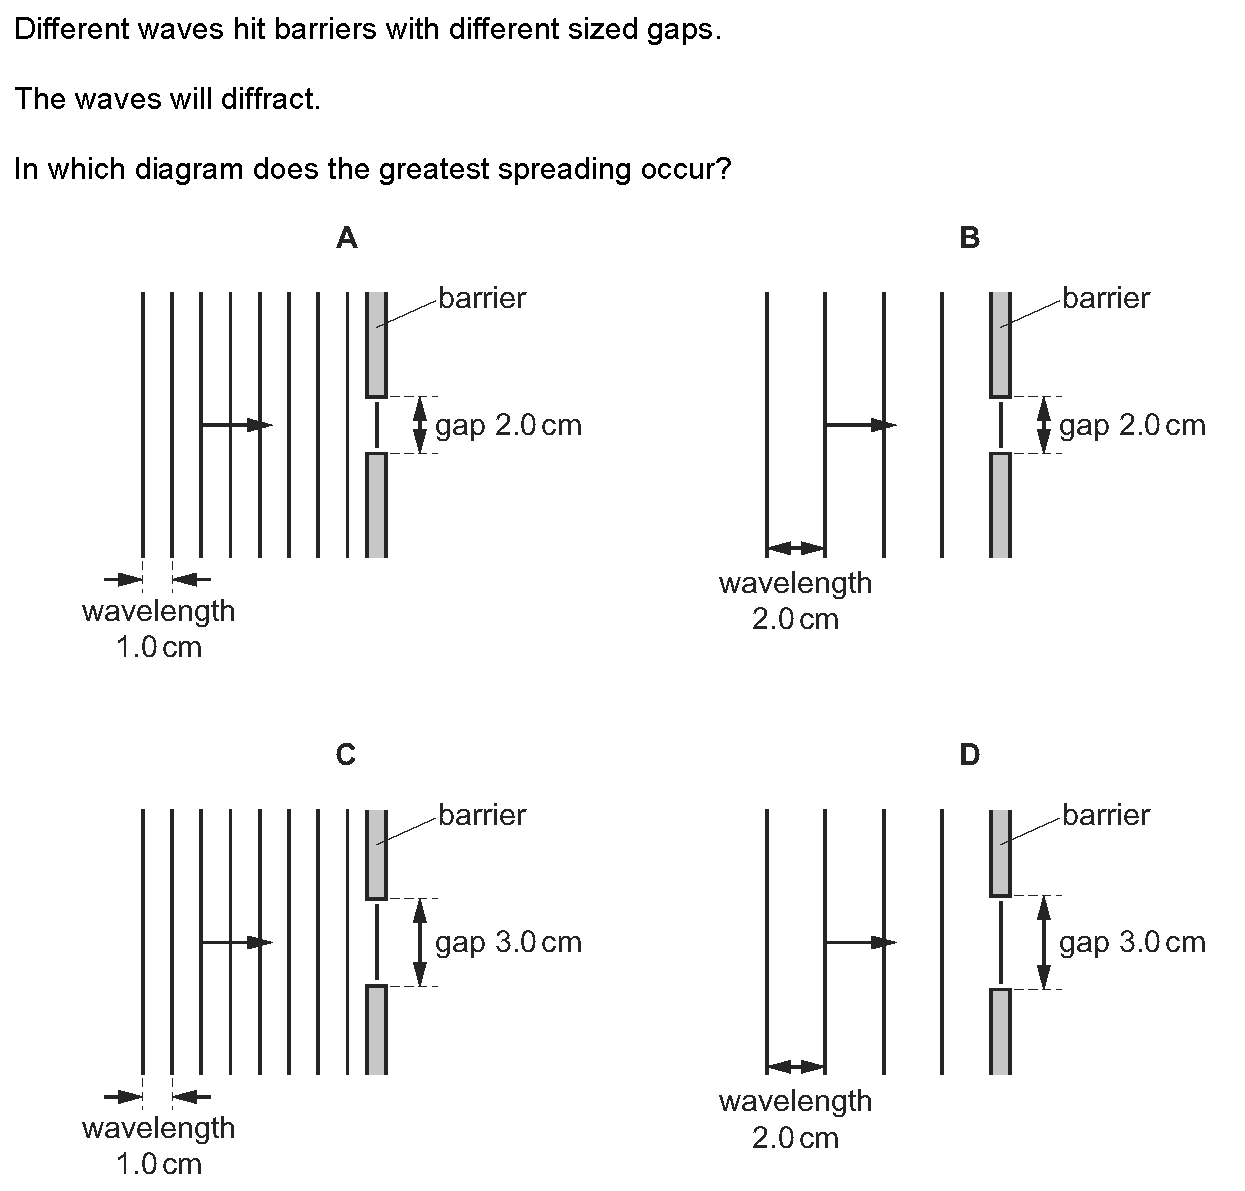 Different waves hit barriers with different sized gaps.
The waves will diffract.
In which diagram does the greatest spreading occur?
A
barrier
gap 2.0 cm
wavelength
1.0 cm
B
barrier
gap 2.0 cm
wavelength
2.0 cm
C
barrier
gap 3.0 cm
wavelength
1.0 cm
D
barrier
gap 3.0 cm
wavelength
2.0 cm